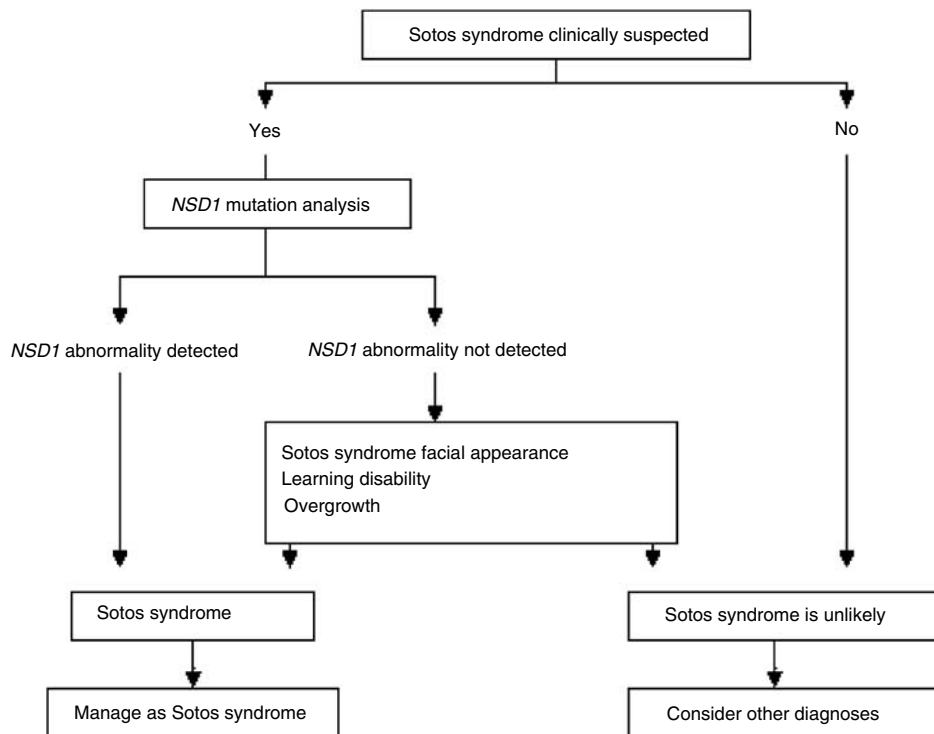 Sotos syndrome clinically suspected
Yes
No
NSD1 mutation analysis
NSD1 abnormality detected
NSD1 abnormality not detected
Sotos syndrome facial appearance
Learning disability
Overgrowth
Sotos syndrome
Sotos syndrome is unlikely
Manage as Sotos syndrome
Consider other diagnoses